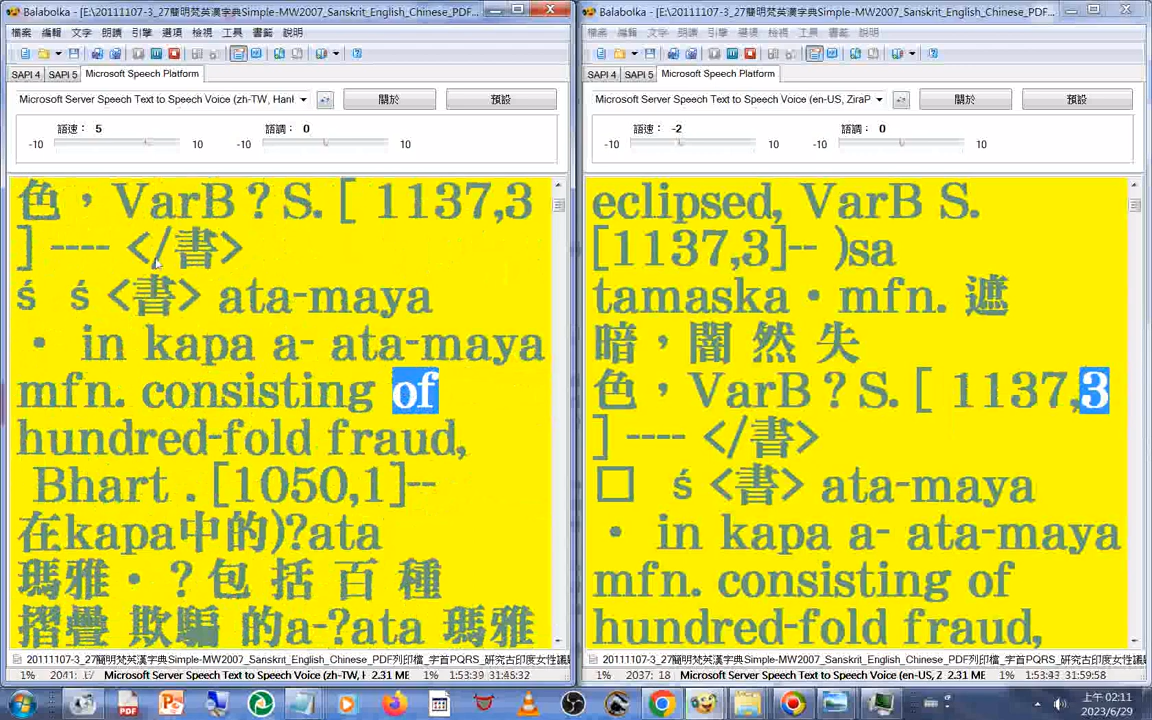 Balabolka - [E:\20111107-3_27簡明梵英漢字典Simple-MW2007_Sanskrit_English_Chinese_PDF...
檔案 編輯 文字 朗讀 引擎 選項 檢視 工具 書籤 說明
SAPI 4 SAPI 5 Microsoft Speech Platform
Microsoft Server Speech Text to Speech Voice (zh-TW, Han
關於 預設
語速: 5 語調: 0
-10 10 -10 10
色，VarB？S. [ 1137,3
] ---- </書>
ś ś <書> ata-maya
• in kapa a- ata-maya
mfn. consisting of
hundred-fold fraud,
Bhart . [1050,1]--
在kapa中的)?ata
瑪雅•？包 括 百 種
摺疊 欺騙 的a-?ata 瑪雅
20111107-3_27簡明梵英漢字典Simple-MW2007_Sanskrit_English_Chinese_PDF列印檔_字首PQRS_研究古印度女性議
1% 2041: Microsoft Server Speech Text to Speech Voice (zh-TW, H 2.31 MB 1% 1:53:39 31:45:32
Balabolka - [E:\20111107-3_27簡明梵英漢字典Simple-MW2007_Sanskrit_English_Chinese_PDF...
檔案 編輯 文字 朗讀 引擎 選項 檢視 工具 書籤 說明
SAPI 4 SAPI 5 Microsoft Speech Platform
Microsoft Server Speech Text to Speech Voice (en-US, ZiraP
關於 預設
語速: -2 語調: 0
-10 10 -10 10
eclipsed, VarB S.
[1137,3]-- )sa
tamaska • mfn. 遮
暗，闇 然 失
色，VarB？S. [ 1137,3
] ---- </書>
□ ś <書> ata-maya
• in kapa a- ata-maya
mfn. consisting of
hundred-fold fraud,
20111107-3_27簡明梵英漢字典Simple-MW2007_Sanskrit_English_Chinese_PDF列印檔_字首PQRS_研究古印度女性議
1% 2037: 18 Microsoft Server Speech Text to Speech Voice (en-US, Z 2.31 MB 1% 1:53:43 31:59:58
上午 02:11
2023/6/29